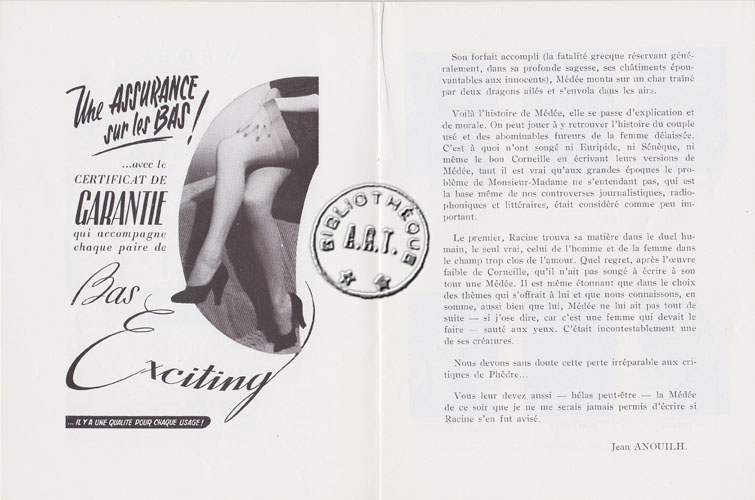 Une ASSURANCE
sur les BAS !
...avec le
CERTIFICAT DE
GARANTIE
qui accompagne
chaque paire de
Bas
Exciting
... IL Y A UNE QUALITÉ POUR CHAQUE USAGE !
BIBLIOTHÈQUE
A.R.T.
Son forfait accompli (la fatalité grecque réservant géné-
ralement, dans sa profonde sagesse, ses châtiments épou-
vantables aux innocents), Médée monta sur un char traîné
par deux dragons ailés et s'envola dans les airs.
Voilà l'histoire de Médée, elle se passe d'explication et
de morale. On peut jouer à y retrouver l'histoire du couple
usé et des abominables fureurs de la femme délaissée.
C'est à quoi n'ont songé ni Euripide, ni Sénèque, ni
même le bon Corneille en écrivant leurs versions de
Médée, tant il est vrai qu'aux grandes époques le pro-
blème de Monsieur-Madame ne s'entendant pas, qui est
la base même de nos controverses journalistiques, radio-
phoniques et littéraires, était considéré comme peu im-
portant.
Le premier, Racine trouva sa matière dans le duel hu-
main, le seul vrai, celui de l'homme et de la femme dans
le champ trop clos de l'amour. Quel regret, après l'œuvre
faible de Corneille, qu'il n'ait pas songé à écrire à son
tour une Médée. Il est même étonnant que dans le choix
des thèmes qui s'offrait à lui et que nous connaissons, en
somme, aussi bien que lui, Médée ne lui ait pas tout de
suite — si j'ose dire, car c'est une femme qui devait le
faire — sauté aux yeux. C'était incontestablement une
de ses créatures.
Nous devons sans doute cette perte irréparable aux cri-
tiques de Phèdre...
Vous leur devez aussi — hélas peut-être — la Médée
de ce soir que je ne me serais jamais permis d'écrire si
Racine s'en fut avisé.
Jean ANOUILH.